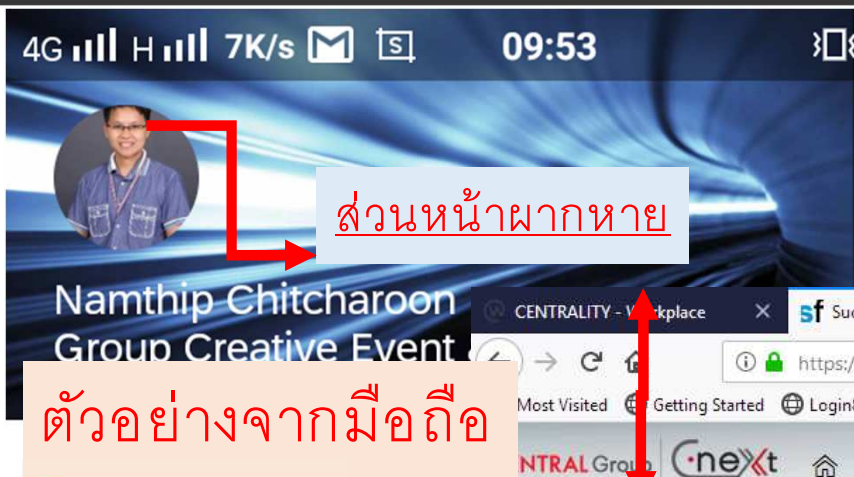 4G H 7K/s 09:53
ส่วนหน้าผากหาย
Namthip Chitcharoon
Group Creative Event
CENTRALITY - Workplace
https:/
Most Visited Getting Started
ตัวอย่างจากมือถือ
NTRAL Group C·next